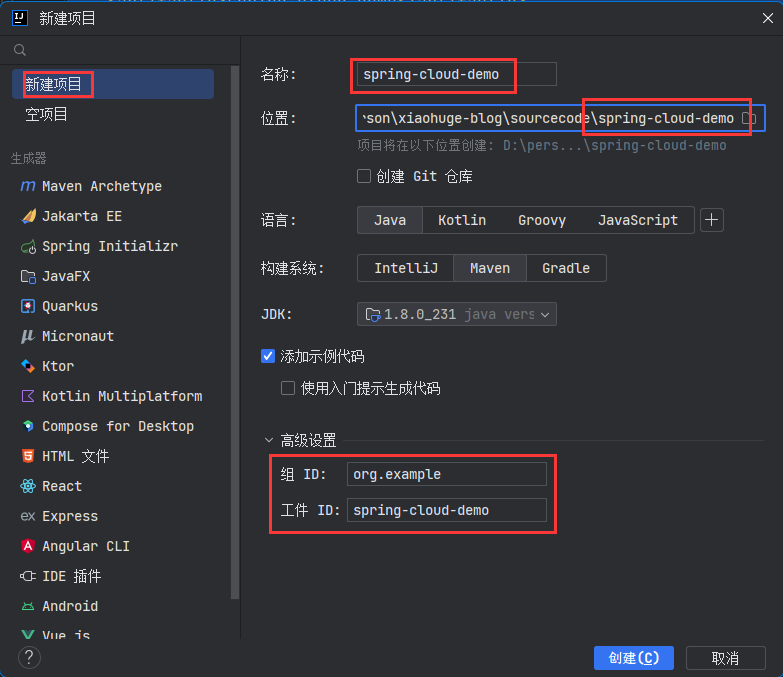 新建项目
新建项目
空项目
生成器
Maven Archetype
Jakarta EE
Spring Initializr
JavaFX
Quarkus
Micronaut
Ktor
Kotlin Multiplatform
Compose for Desktop
HTML 文件
React
Express
Angular CLI
IDE 插件
Android
Vue.js
名称: spring-cloud-demo
位置: son\xiaohuge-blog\sourcecode\spring-cloud-demo
项目将在以下位置创建: D:\pers...\spring-cloud-demo
创建 Git 仓库
语言: Java Kotlin Groovy JavaScript +
构建系统: IntelliJ Maven Gradle
JDK: 1.8.0_231 java vers
添加示例代码
使用入门提示生成代码
高级设置
组 ID: org.example
工件 ID: spring-cloud-demo
? 创建(C) 取消